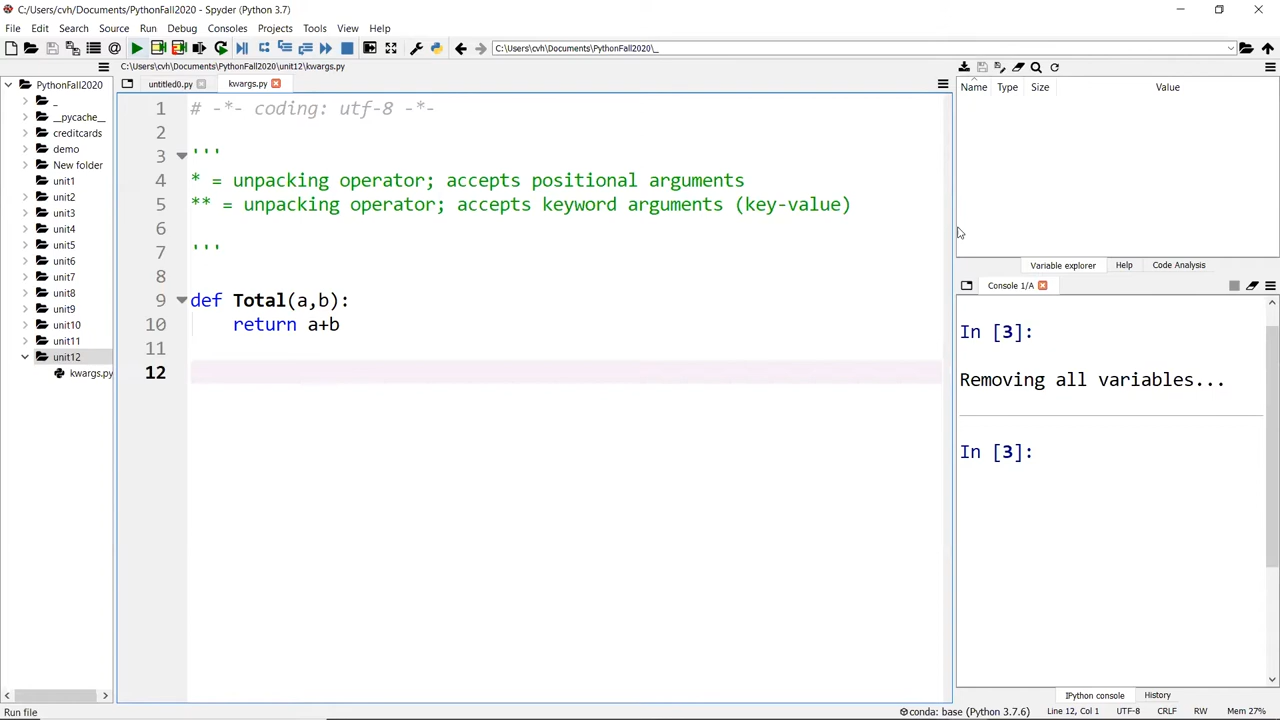 C:/Users/cvh/Documents/PythonFall2020 - Spyder (Python 3.7)
File Edit Search Source Run Debug Consoles Projects Tools View Help
C:\Users\cvh\Documents\PythonFall2020\_
C:\Users\cvh\Documents\PythonFall2020\unit12\kwargs.py
untitled0.py kwargs.py
PythonFall2020
_
__pycache__
creditcards
demo
New folder
unit1
unit2
unit3
unit4
unit5
unit6
unit7
unit8
unit9
unit10
unit11
unit12
kwargs.py
1 # -*- coding: utf-8 -*-
2
3 '''
4 * = unpacking operator; accepts positional arguments
5 ** = unpacking operator; accepts keyword arguments (key-value)
6
7 '''
8
9 def Total(a,b):
10 return a+b
11
12
Name Type Size Value
Variable explorer Help Code Analysis
Console 1/A
In [3]:
Removing all variables...
In [3]:
IPython console History
Run file
conda: base (Python 3.7.6) Line 12, Col 1 UTF-8 CRLF RW Mem 27%